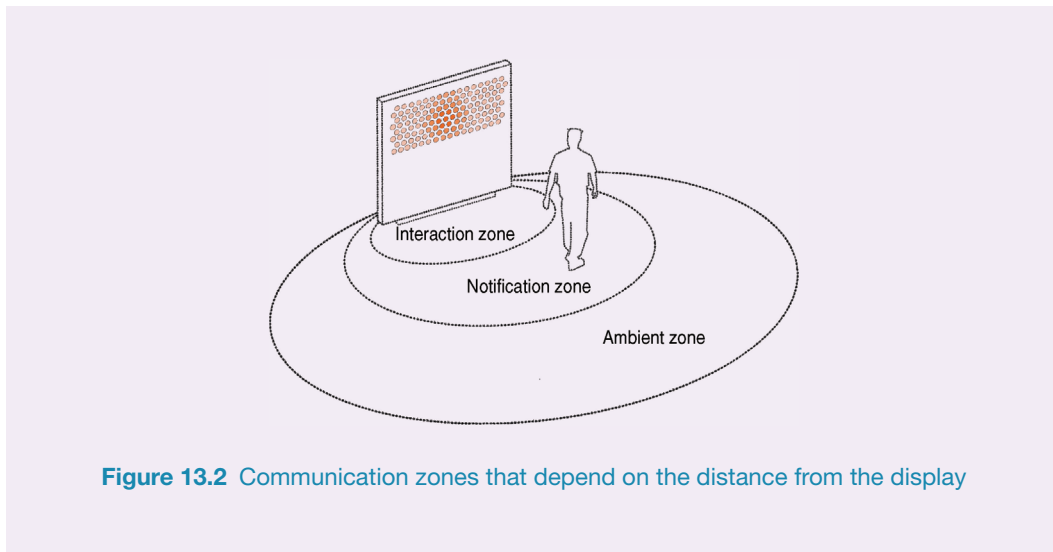 Interaction zone
Notification zone
Ambient zone
Figure 13.2 Communication zones that depend on the distance from the display